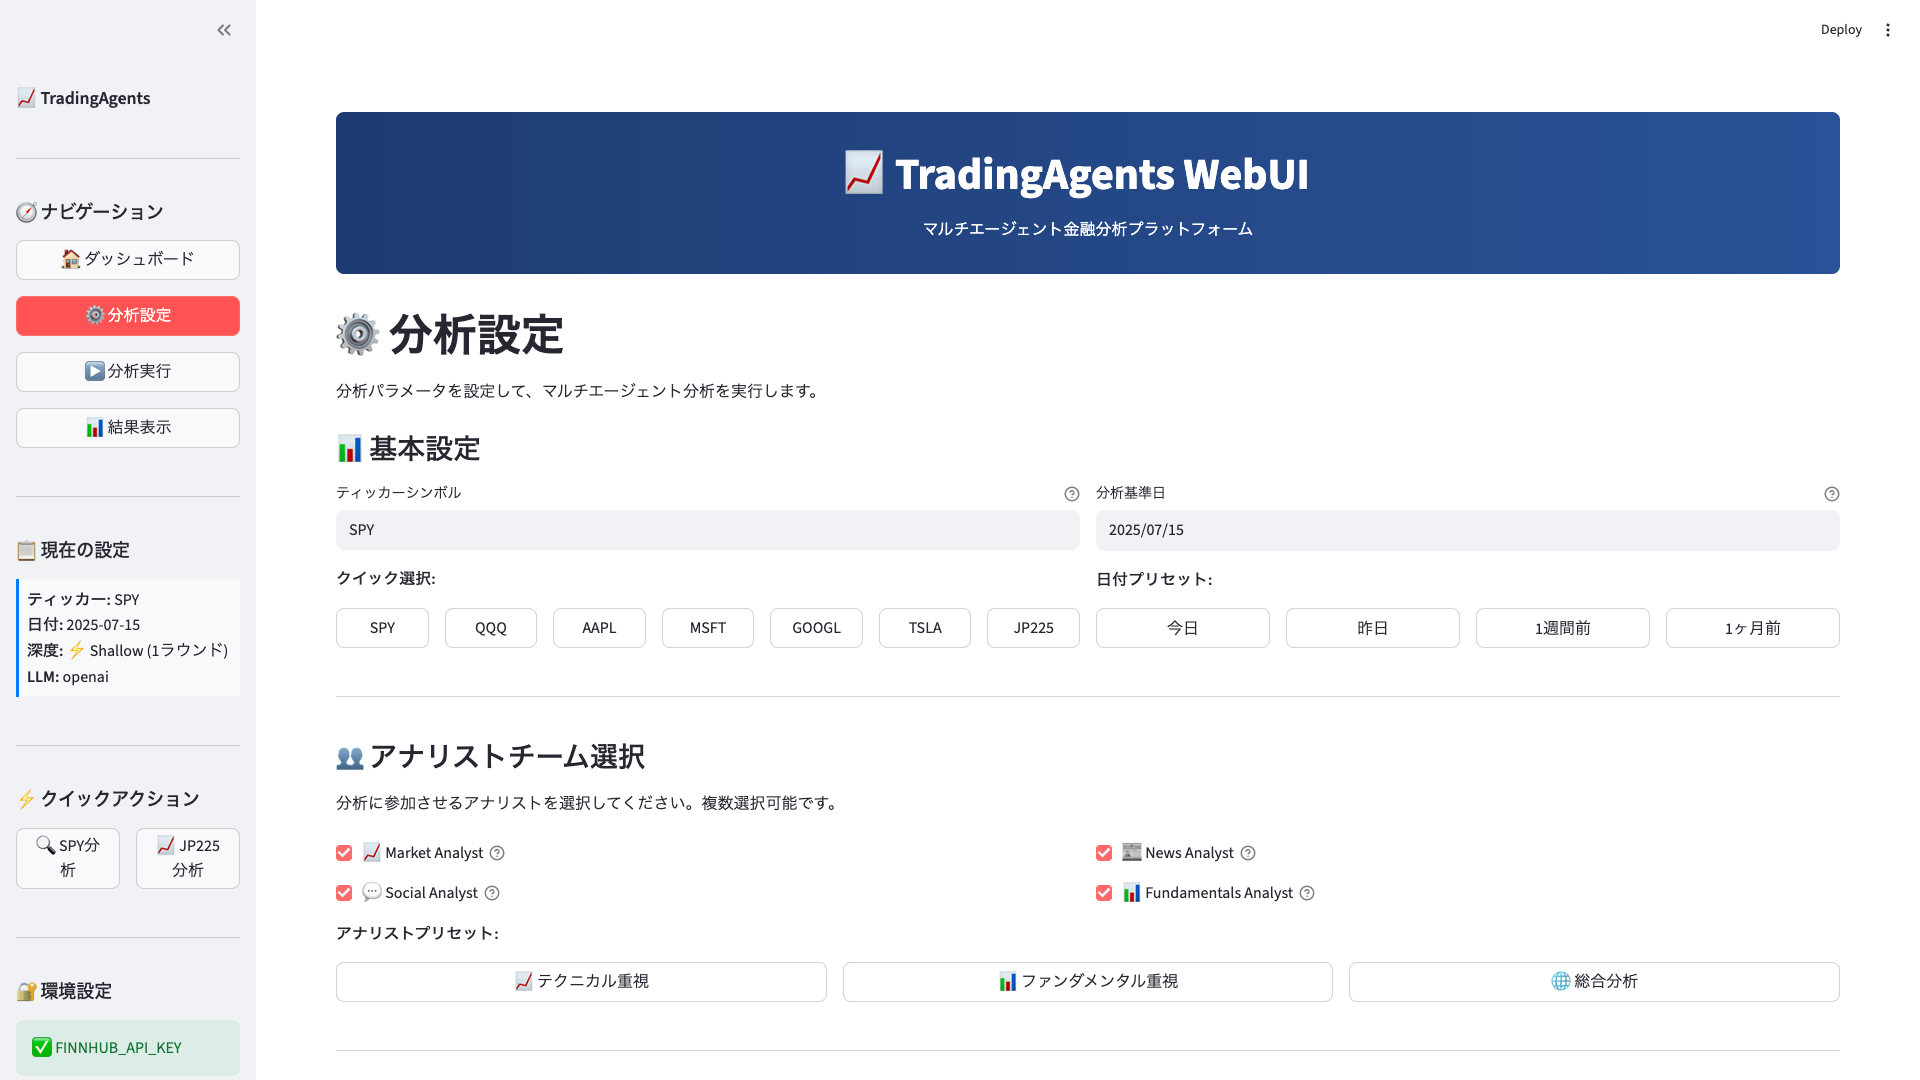 TradingAgents
ナビゲーション
ダッシュボード
分析設定
分析実行
結果表示
現在の設定
ティッカー: SPY
日付: 2025-07-15
深度: ⚡ Shallow (1ラウンド)
LLM: openai
クイックアクション
SPY分
析
JP225
分析
環境設定
FINNHUB_API_KEY
Deploy
TradingAgents WebUI
マルチエージェント金融分析プラットフォーム
分析設定
分析パラメータを設定して、マルチエージェント分析を実行します。
基本設定
ティッカーシンボル
SPY
クイック選択:
SPY QQQ AAPL MSFT GOOGL TSLA JP225
分析基準日
2025/07/15
日付プリセット:
今日 昨日 1週間前 1ヶ月前
アナリストチーム選択
分析に参加させるアナリストを選択してください。複数選択可能です。
Market Analyst
Social Analyst
News Analyst
Fundamentals Analyst
アナリストプリセット:
テクニカル重視 ファンダメンタル重視 総合分析